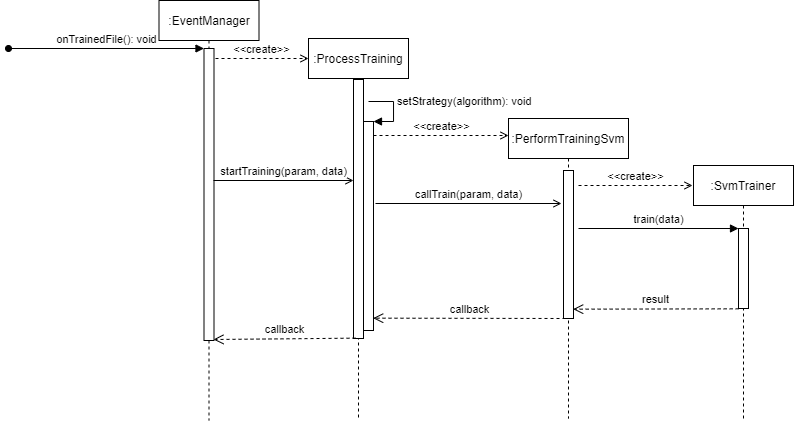 :EventManager
onTrainedFile(): void
<<create>>
:ProcessTraining
setStrategy(algorithm): void
<<create>>
:PerformTrainingSvm
startTraining(param, data)
<<create>>
:SvmTrainer
callTrain(param, data)
train(data)
result
callback
callback